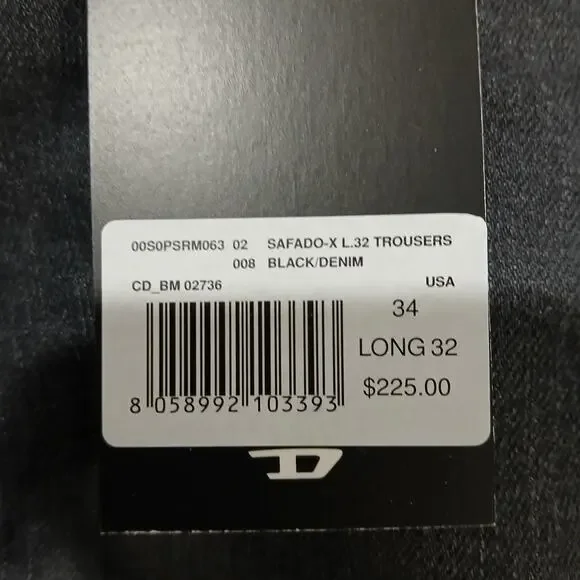 00S0PSRM063 02 SAFADO-X L.32 TROUSERS
008 BLACK/DENIM
CD_BM 02736 USA
34
LONG 32
$225.00
8 058992 103393